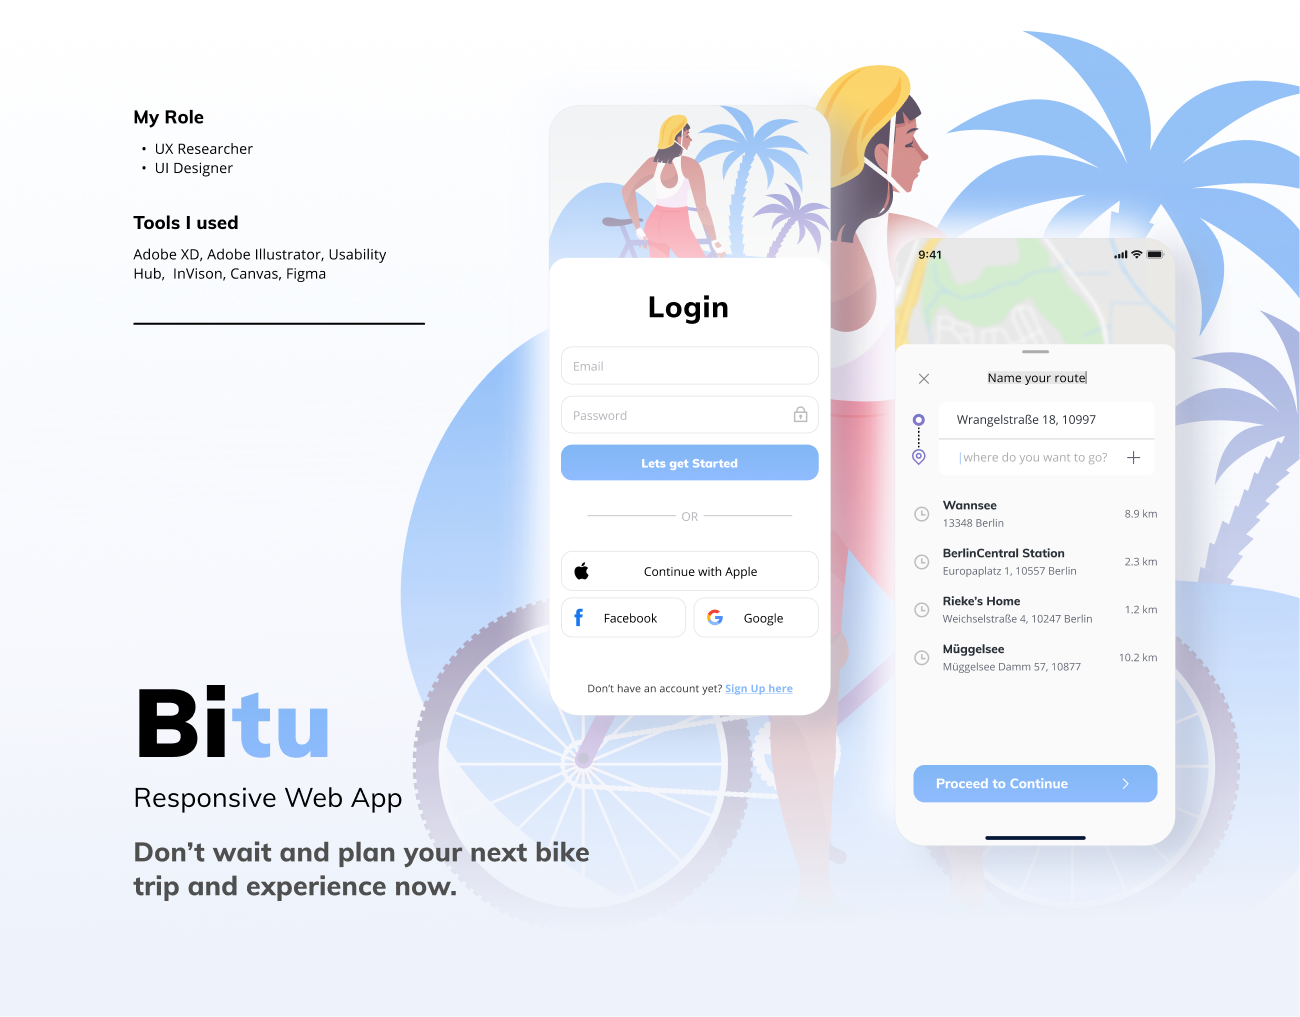 My Role
• UX Researcher
• UI Designer
Tools I used
Adobe XD, Adobe Illustrator, Usability
Hub, InVison, Canvas, Figma
Bitu
Responsive Web App
Don't wait and plan your next bike
trip and experience now.
Login
Email
Password
Lets get Started
OR
Continue with Apple
Facebook
Google
Don't have an account yet? Sign Up here
9:41
Name your route
Wrangelstraße 18, 10997
where do you want to go?
Wannsee
13348 Berlin
8.9 km
BerlinCentral Station
Europaplatz 1, 10557 Berlin
2.3 km
Rieke's Home
Weichselstraße 4, 10247 Berlin
1.2 km
Müggelsee
Müggelsee Damm 57, 10877
10.2 km
Proceed to Continue